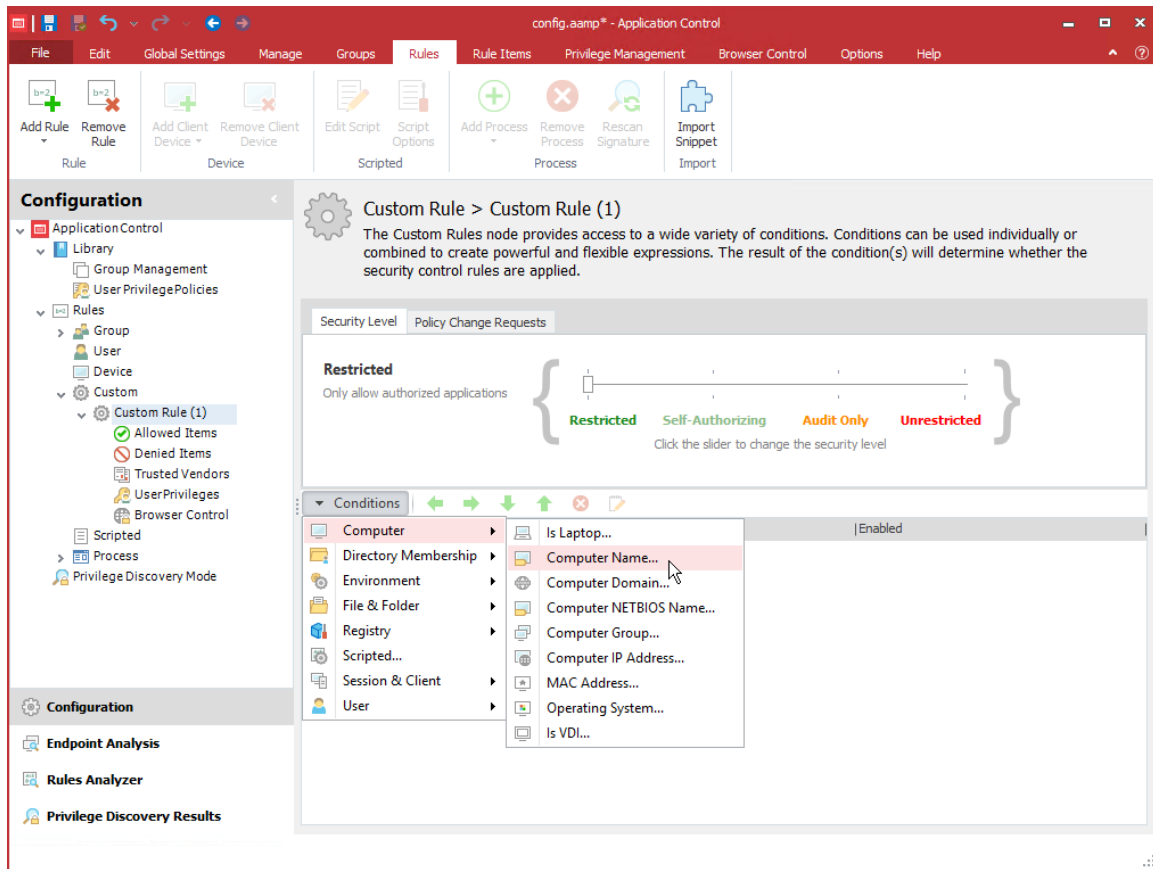 config.aamp* - Application Control
File Edit Global Settings Manage Groups Rules Rule Items Privilege Management Browser Control Options Help
Add Rule Remove Rule Add Client Device Remove Client Device Edit Script Script Options Add Process Remove Process Rescan Signature Import Snippet
Rule Device Scripted Process Import
Configuration
Application Control
Library
Group Management
User Privilege Policies
Rules
Group
User
Device
Custom
Custom Rule (1)
Allowed Items
Denied Items
Trusted Vendors
User Privileges
Browser Control
Scripted
Process
Privilege Discovery Mode
Configuration
Endpoint Analysis
Rules Analyzer
Privilege Discovery Results
Custom Rule > Custom Rule (1)
The Custom Rules node provides access to a wide variety of conditions. Conditions can be used individually or
combined to create powerful and flexible expressions. The result of the condition(s) will determine whether the
security control rules are applied.
Security Level Policy Change Requests
Restricted
Only allow authorized applications
Restricted Self-Authorizing Audit Only Unrestricted
Click the slider to change the security level
Conditions
Enabled
Computer
Directory Membership
Environment
File & Folder
Registry
Scripted...
Session & Client
User
Is Laptop...
Computer Name...
Computer Domain...
Computer NETBIOS Name...
Computer Group...
Computer IP Address...
MAC Address...
Operating System...
Is VDI...